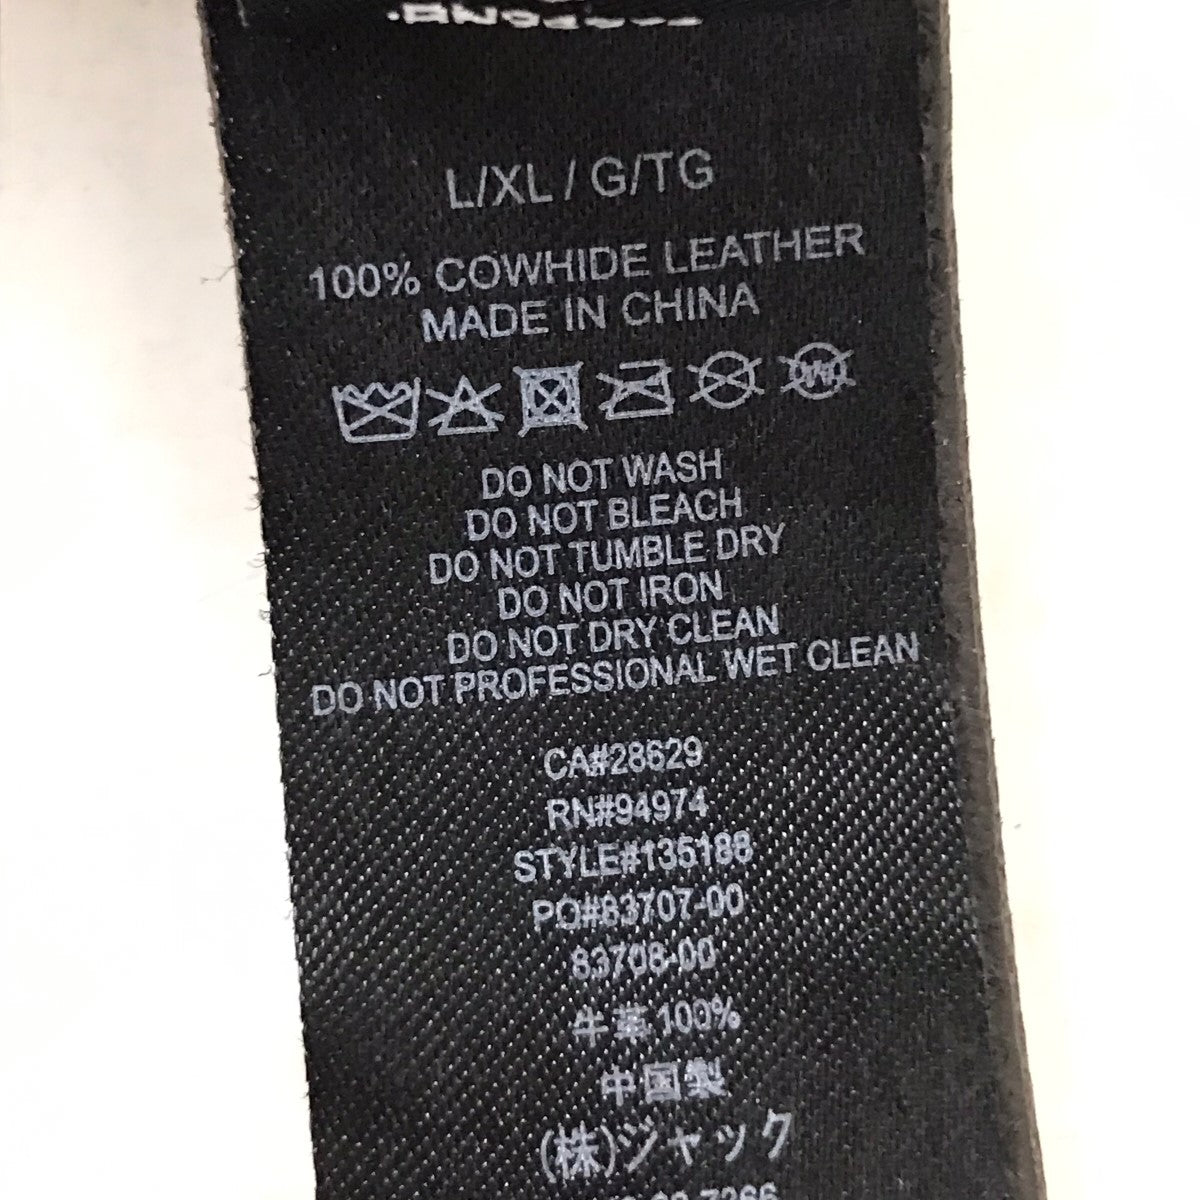 L/XL / G/TG
100% COWHIDE LEATHER
MADE IN CHINA
DO NOT WASH
DO NOT BLEACH
DO NOT TUMBLE DRY
DO NOT IRON
DO NOT DRY CLEAN
DO NOT PROFESSIONAL WET CLEAN
CA#28629
RN#94974
STYLE#135188
PO#83707-00
83708-00
牛革100%
中国製
(株)ジャック